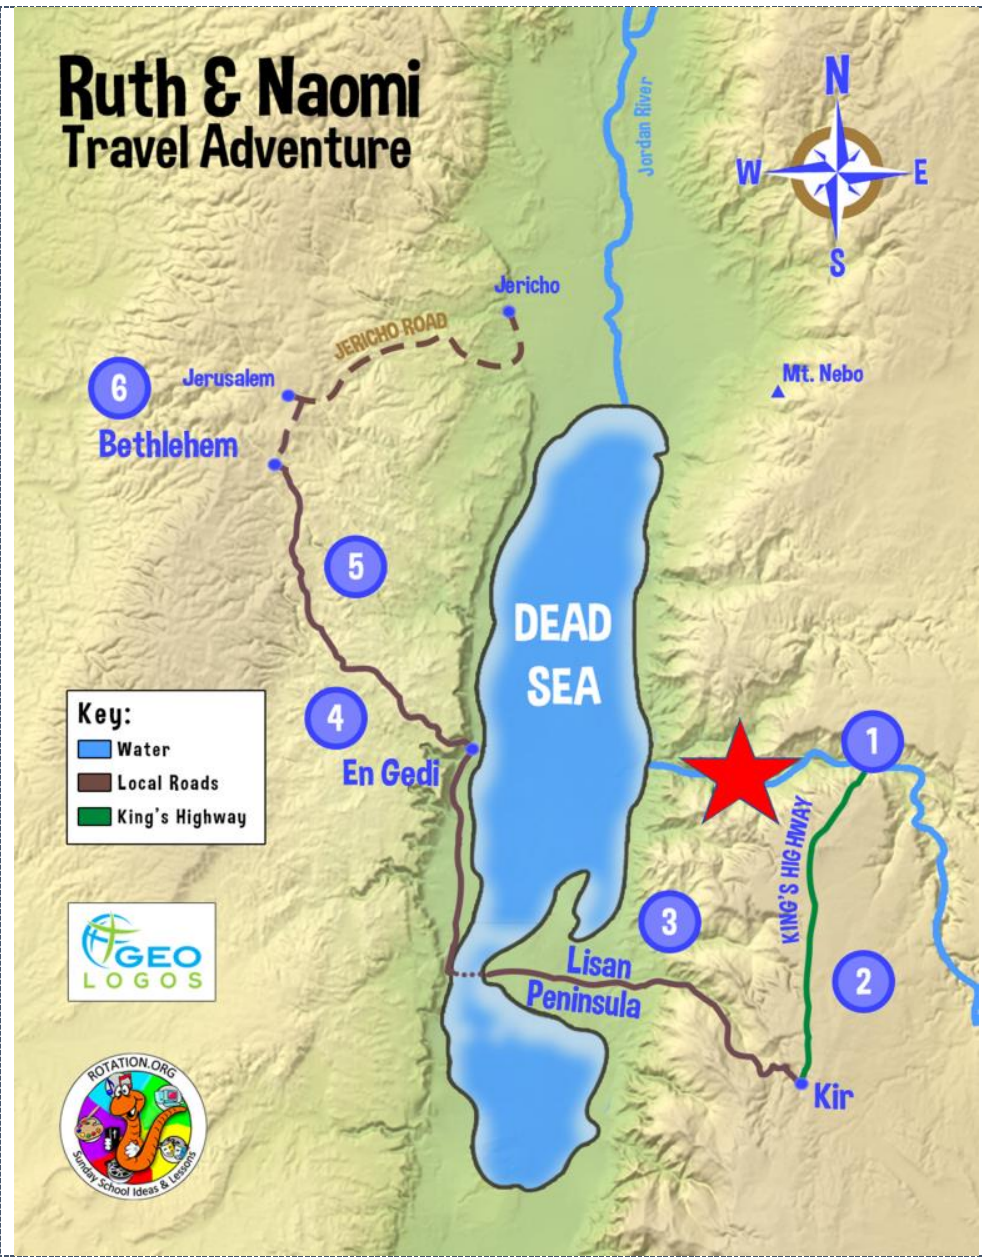 Ruth & Naomi
Travel Adventure
N
W
E
S
Jordan River
Jericho
JERICHO ROAD
Mt. Nebo
6
Jerusalem
Bethlehem
5
DEAD
SEA
4
En Gedi
1
KING'S HIGHWAY
Key:
Water
Local Roads
King's Highway
3
2
Lisan
Peninsula
Kir
GEO
LOGOS
ROTATION.ORG
Sunday School Ideas & Lessons